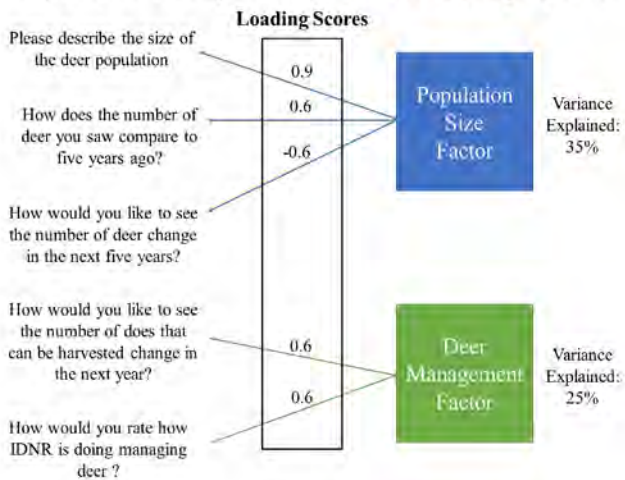 Loading Scores
Please describe the size of
the deer population
0.9
How does the number of
deer you saw compare to
five years ago?
0.6
-0.6
How would you like to see
the number of deer change
in the next five years?
Population
Size
Factor
Variance
Explained:
35%
How would you like to see
the number of does that
can be harvested change in
the next year?
0.6
How would you rate how
IDNR is doing managing
deer ?
0.6
Deer
Management
Factor
Variance
Explained:
25%